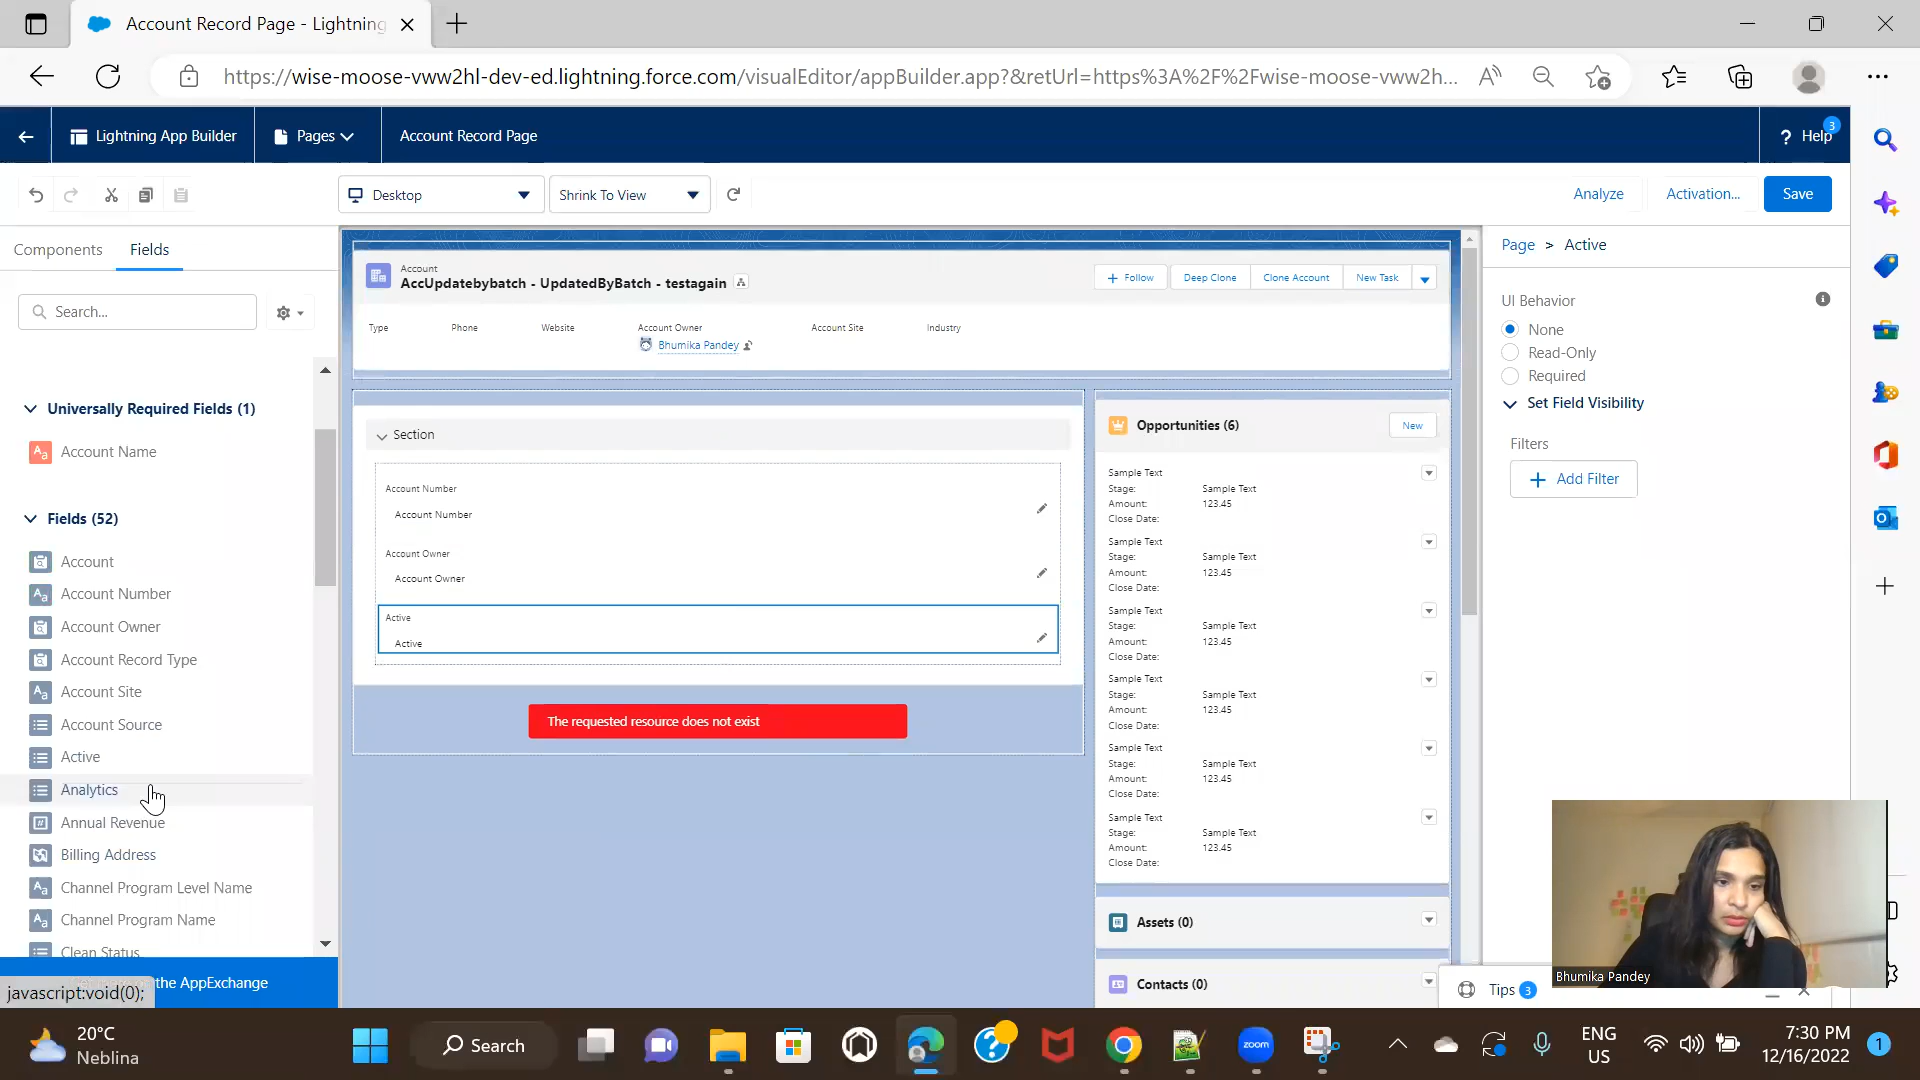 Account Record Page - Lightning
https://wise-moose-vww2hl-dev-ed.lightning.force.com/visualEditor/appBuilder.app?&retUrl=https%3A%2F%2Fwise-moose-vww2h...
Lightning App Builder
Pages
Account Record Page
? Help
3
Desktop
Shrink To View
Analyze
Activation...
Save
Components
Fields
Search...
Universally Required Fields (1)
Account Name
Fields (52)
Account
Account Number
Account Owner
Account Record Type
Account Site
Account Source
Active
Analytics
Annual Revenue
Billing Address
Channel Program Level Name
Channel Program Name
Clean Status
the AppExchange
javascript:void(0);
Account
AccUpdatebybatch - UpdatedByBatch - testagain
+ Follow
Deep Clone
Clone Account
New Task
Type
Phone
Website
Account Owner
Account Site
Industry
Bhumika Pandey
Section
Account Number
Account Number
Account Owner
Account Owner
Active
Active
The requested resource does not exist
Opportunities (6)
New
Sample Text
Stage: Sample Text
Amount: 123.45
Close Date:
Sample Text
Stage: Sample Text
Amount: 123.45
Close Date:
Sample Text
Stage: Sample Text
Amount: 123.45
Close Date:
Sample Text
Stage: Sample Text
Amount: 123.45
Close Date:
Sample Text
Stage: Sample Text
Amount: 123.45
Close Date:
Sample Text
Stage: Sample Text
Amount: 123.45
Close Date:
Assets (0)
Contacts (0)
Page > Active
UI Behavior
None
Read-Only
Required
Set Field Visibility
Filters
+ Add Filter
Bhumika Pandey
Tips 3
20°C
Neblina
Search
zoom
ENG
US
7:30 PM
12/16/2022
1